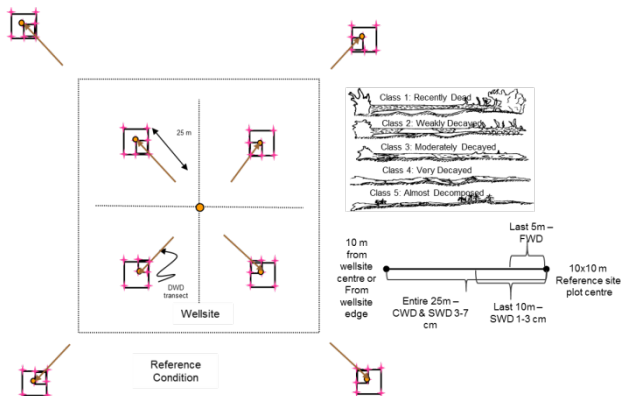 25 m
DWD
transect
Wellsite
Reference
Condition
Class 1: Recently Dead
Class 2: Weakly Decayed
Class 3: Moderately Decayed
Class 4: Very Decayed
Class 5: Almost Decomposed
Last 5m –
FWD
10 m
from
wellsite
centre or
From
wellsite
edge
Entire 25m –
CWD & SWD 3-7
cm
Last 10m–
SWD 1-3 cm
10x10 m
Reference site
plot centre